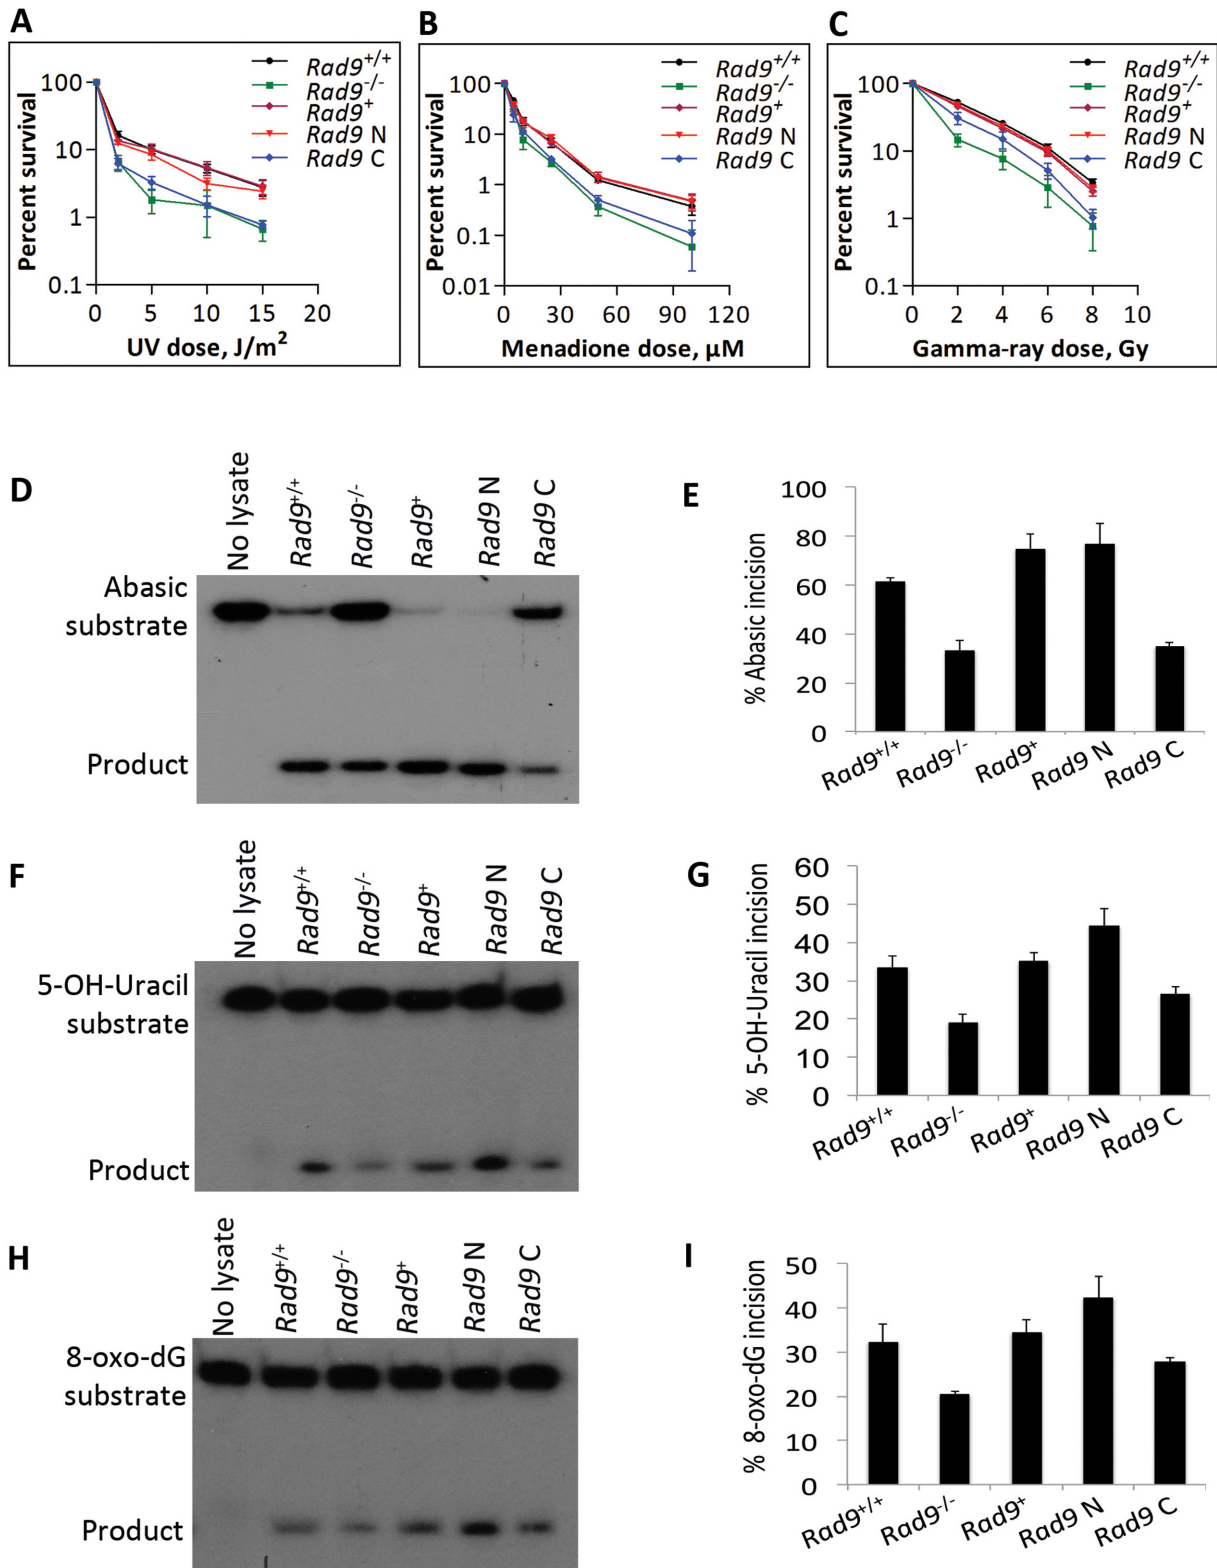 A
Percent survival
100
10
1
0.1
0 5 10 15 20
UV dose, J/m²
Rad9+/+
Rad9-/-
Rad9+
Rad9 N
Rad9 C
B
Percent survival
100
10
1
0.1
0.01
0 30 60 90 120
Menadione dose, µM
Rad9+/+
Rad9-/-
Rad9+
Rad9 N
Rad9 C
C
Percent survival
100
10
1
0.1
0 2 4 6 8 10
Gamma-ray dose, Gy
Rad9+/+
Rad9-/-
Rad9+
Rad9 N
Rad9 C
D
No lysate
Rad9+/+
Rad9-/-
Rad9+
Rad9 N
Rad9 C
Abasic
substrate
Product
E
% Abasic incision
100
80
60
40
20
0
Rad9+/+
Rad9-/-
Rad9+
Rad9 N
Rad9 C
F
No lysate
Rad9+/+
Rad9-/-
Rad9+
Rad9 N
Rad9 C
5-OH-Uracil
substrate
Product
G
% 5-OH-Uracil incision
60
50
40
30
20
10
0
Rad9+/+
Rad9-/-
Rad9+
Rad9 N
Rad9 C
H
No lysate
Rad9+/+
Rad9-/-
Rad9+
Rad9 N
Rad9 C
8-oxo-dG
substrate
Product
I
% 8-oxo-dG incision
50
40
30
20
10
0
Rad9+/+
Rad9-/-
Rad9+
Rad9 N
Rad9 C